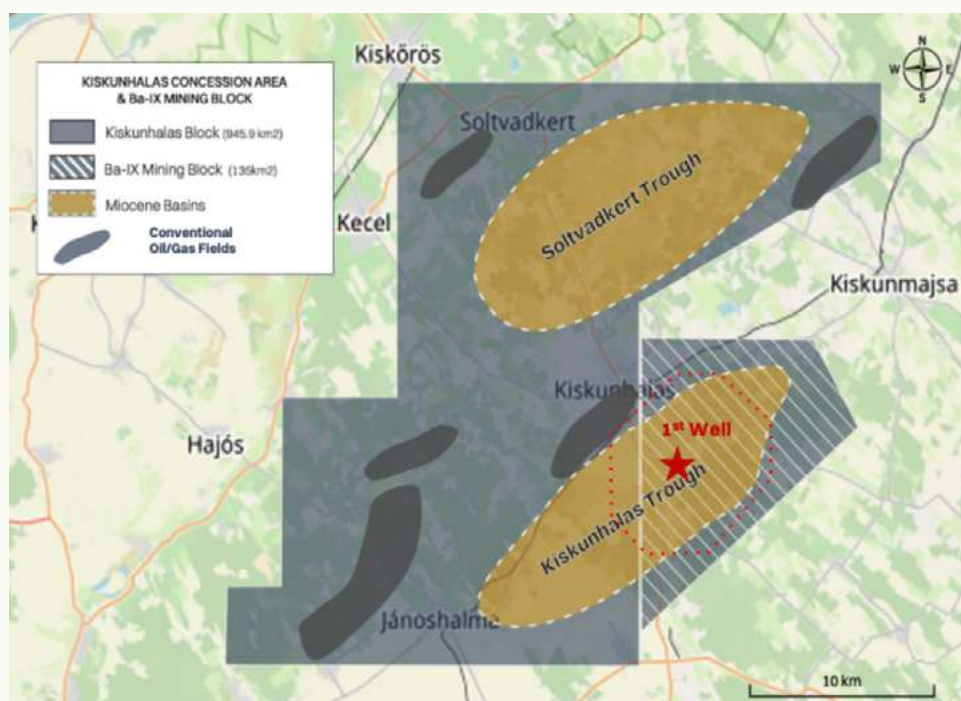 Kiskőrös
N
W E
S
KISKUNHALAS CONCESSION AREA
& Ba-IX MINING BLOCK
Kiskunhalas Block (945.9 km2)
Ba-IX Mining Block (136km2)
Miocene Basins
Conventional
Oil/Gas Fields
Soltvadkert
Kecel
Soltvadkert Trough
Kiskunmajsa
Kiskunhalas
1st Well
Hajós
Kiskunhalas Trough
Jánoshalma
10 km